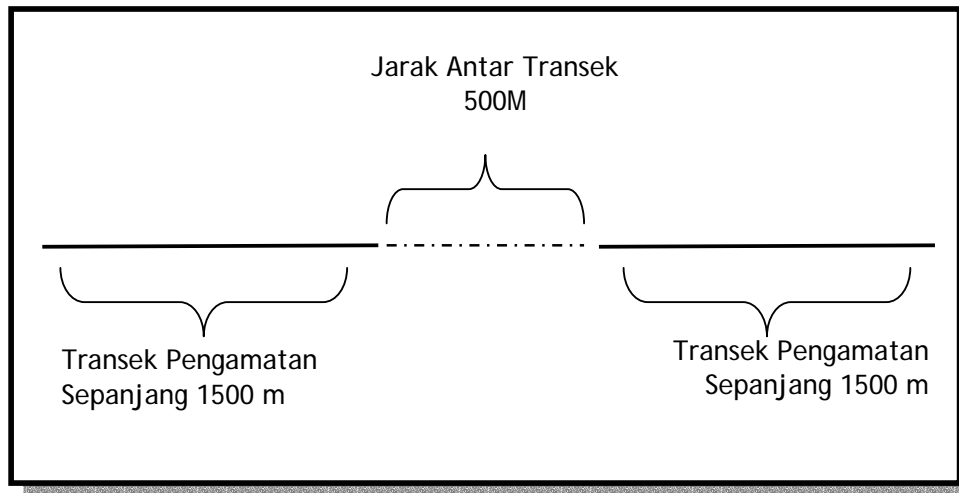 Jarak Antar Transek
500M
Transek Pengamatan
Sepanjang 1500 m
Transek Pengamatan
Sepanjang 1500 m